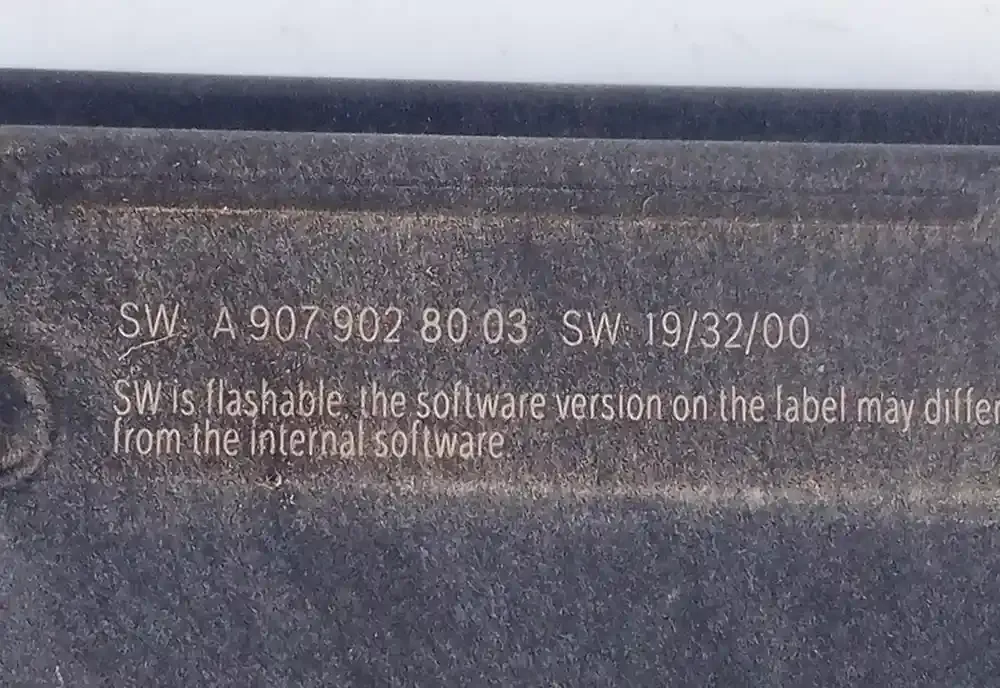 SW: A 907 902 80 03 SW: 19/32/00
SW is flashable. the software version on the label may differ
from the internal software.